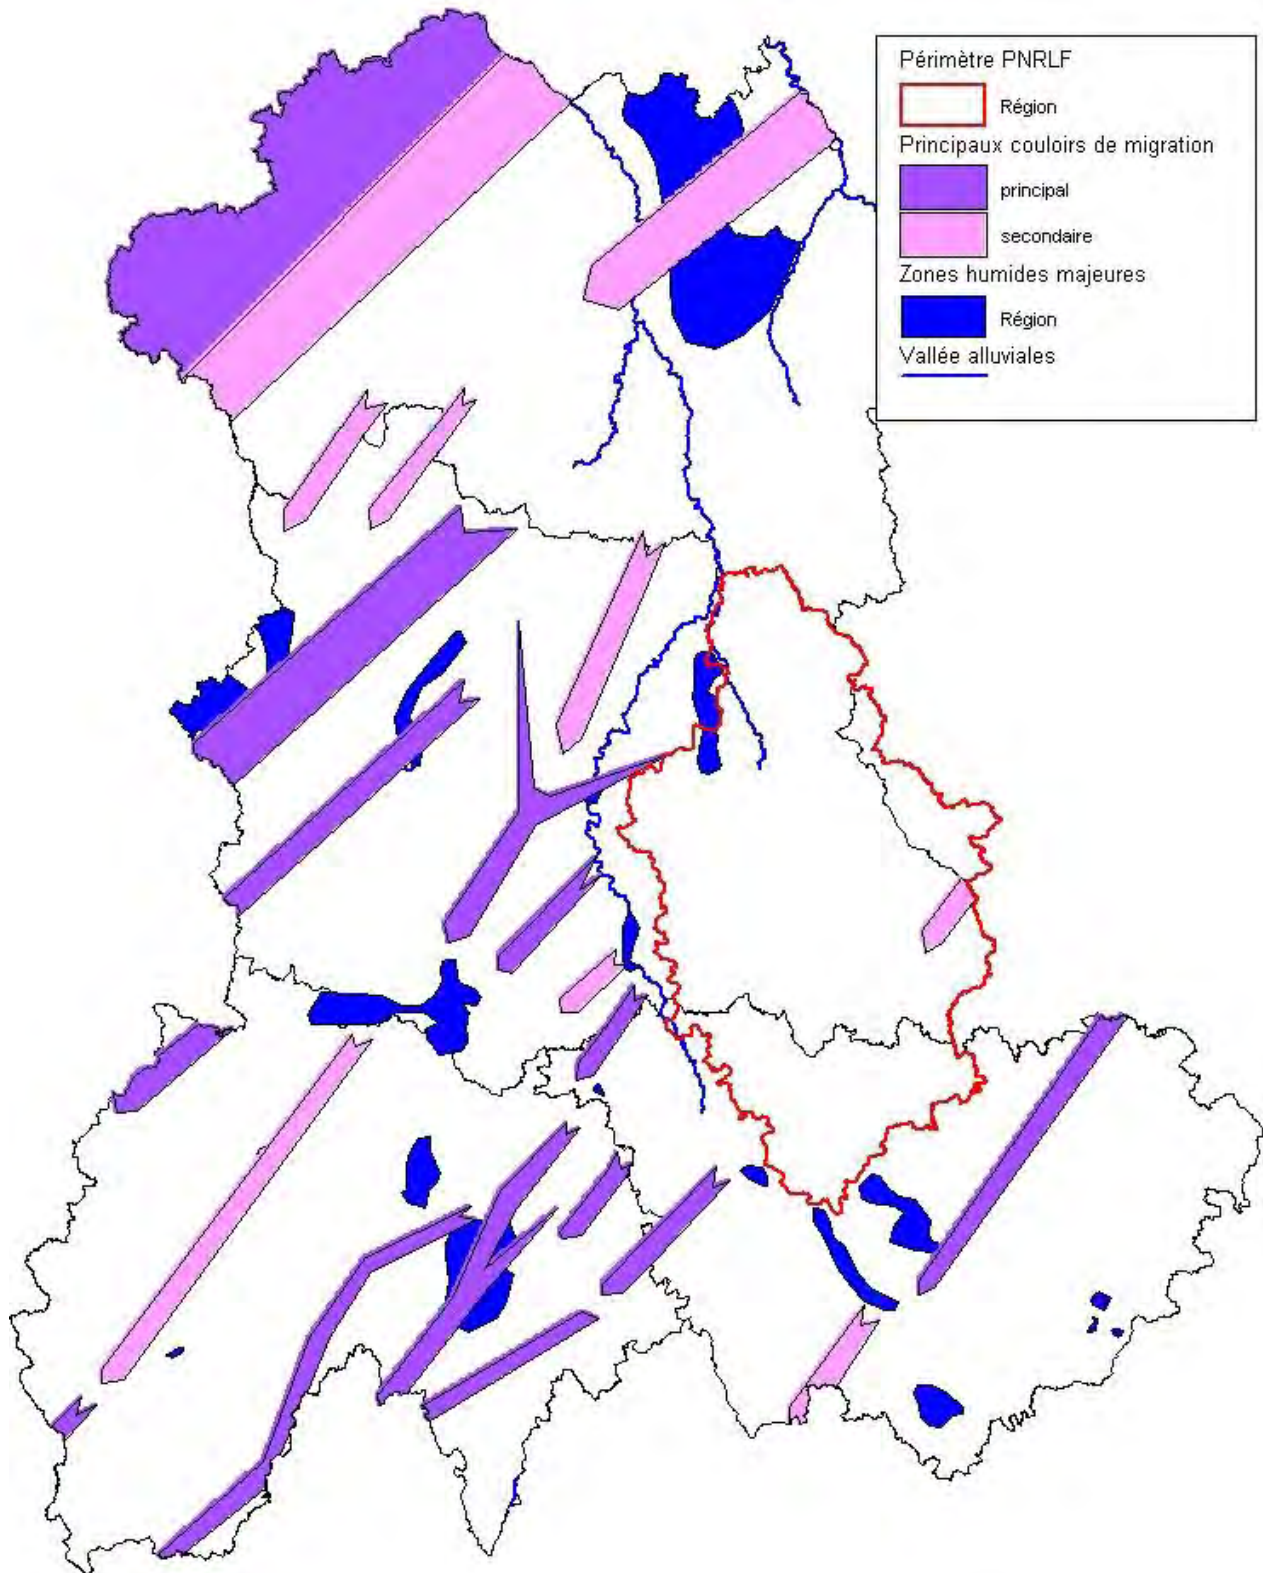 Périmètre PNRLF
Région
Principaux couloirs de migration
principal
secondaire
Zones humides majeures
Région
Vallée alluviales